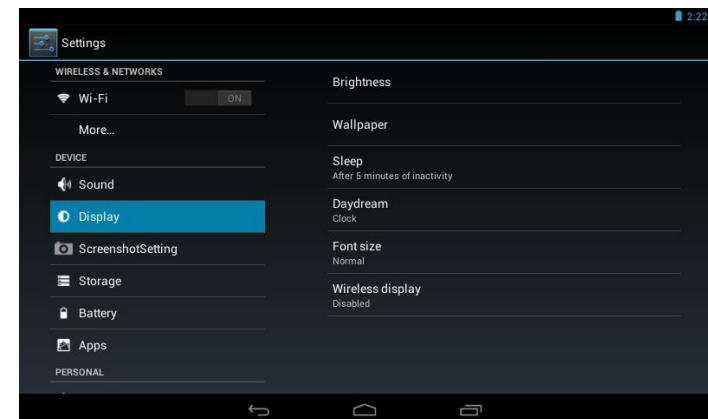 2:22
Settings
WIRELESS & NETWORKS
Wi-Fi
ON
More...
DEVICE
Sound
Display
ScreenshotSetting
Storage
Battery
Apps
PERSONAL
Brightness
Wallpaper
Sleep
After 5 minutes of inactivity
Daydream
Clock
Font size
Normal
Wireless display
Disabled